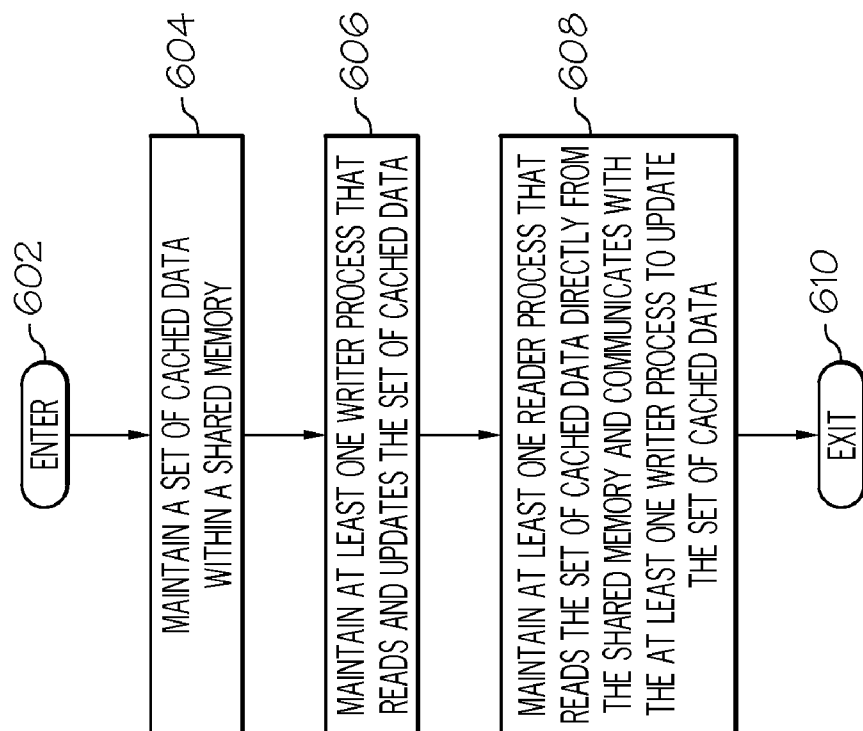 602
ENTER
604
MAINTAIN A SET OF CACHED DATA
WITHIN A SHARED MEMORY
606
MAINTAIN AT LEAST ONE WRITER PROCESS THAT
READS AND UPDATES THE SET OF CACHED DATA
608
MAINTAIN AT LEAST ONE READER PROCESS THAT
READS THE SET OF CACHED DATA DIRECTLY FROM
THE SHARED MEMORY AND COMMUNICATES WITH
THE AT LEAST ONE WRITER PROCESS TO UPDATE
THE SET OF CACHED DATA
610
EXIT